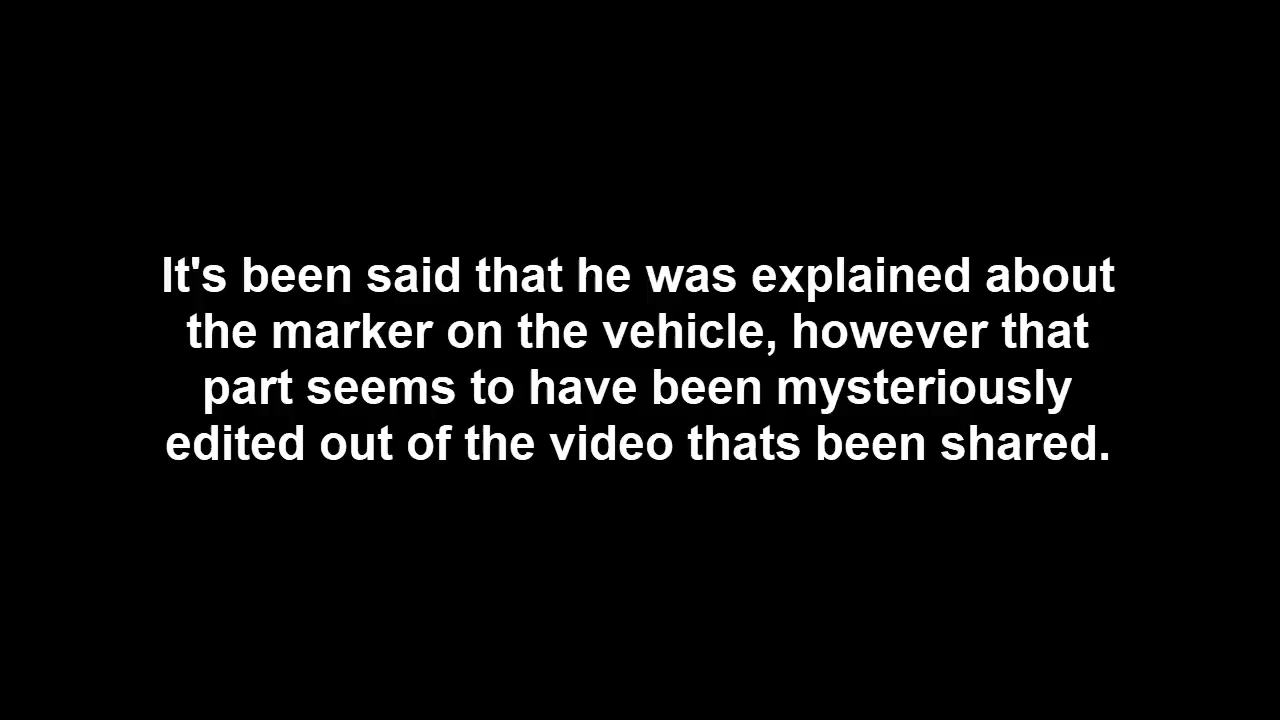 It's been said that he was explained about
the marker on the vehicle, however that
part seems to have been mysteriously
edited out of the video thats been shared.